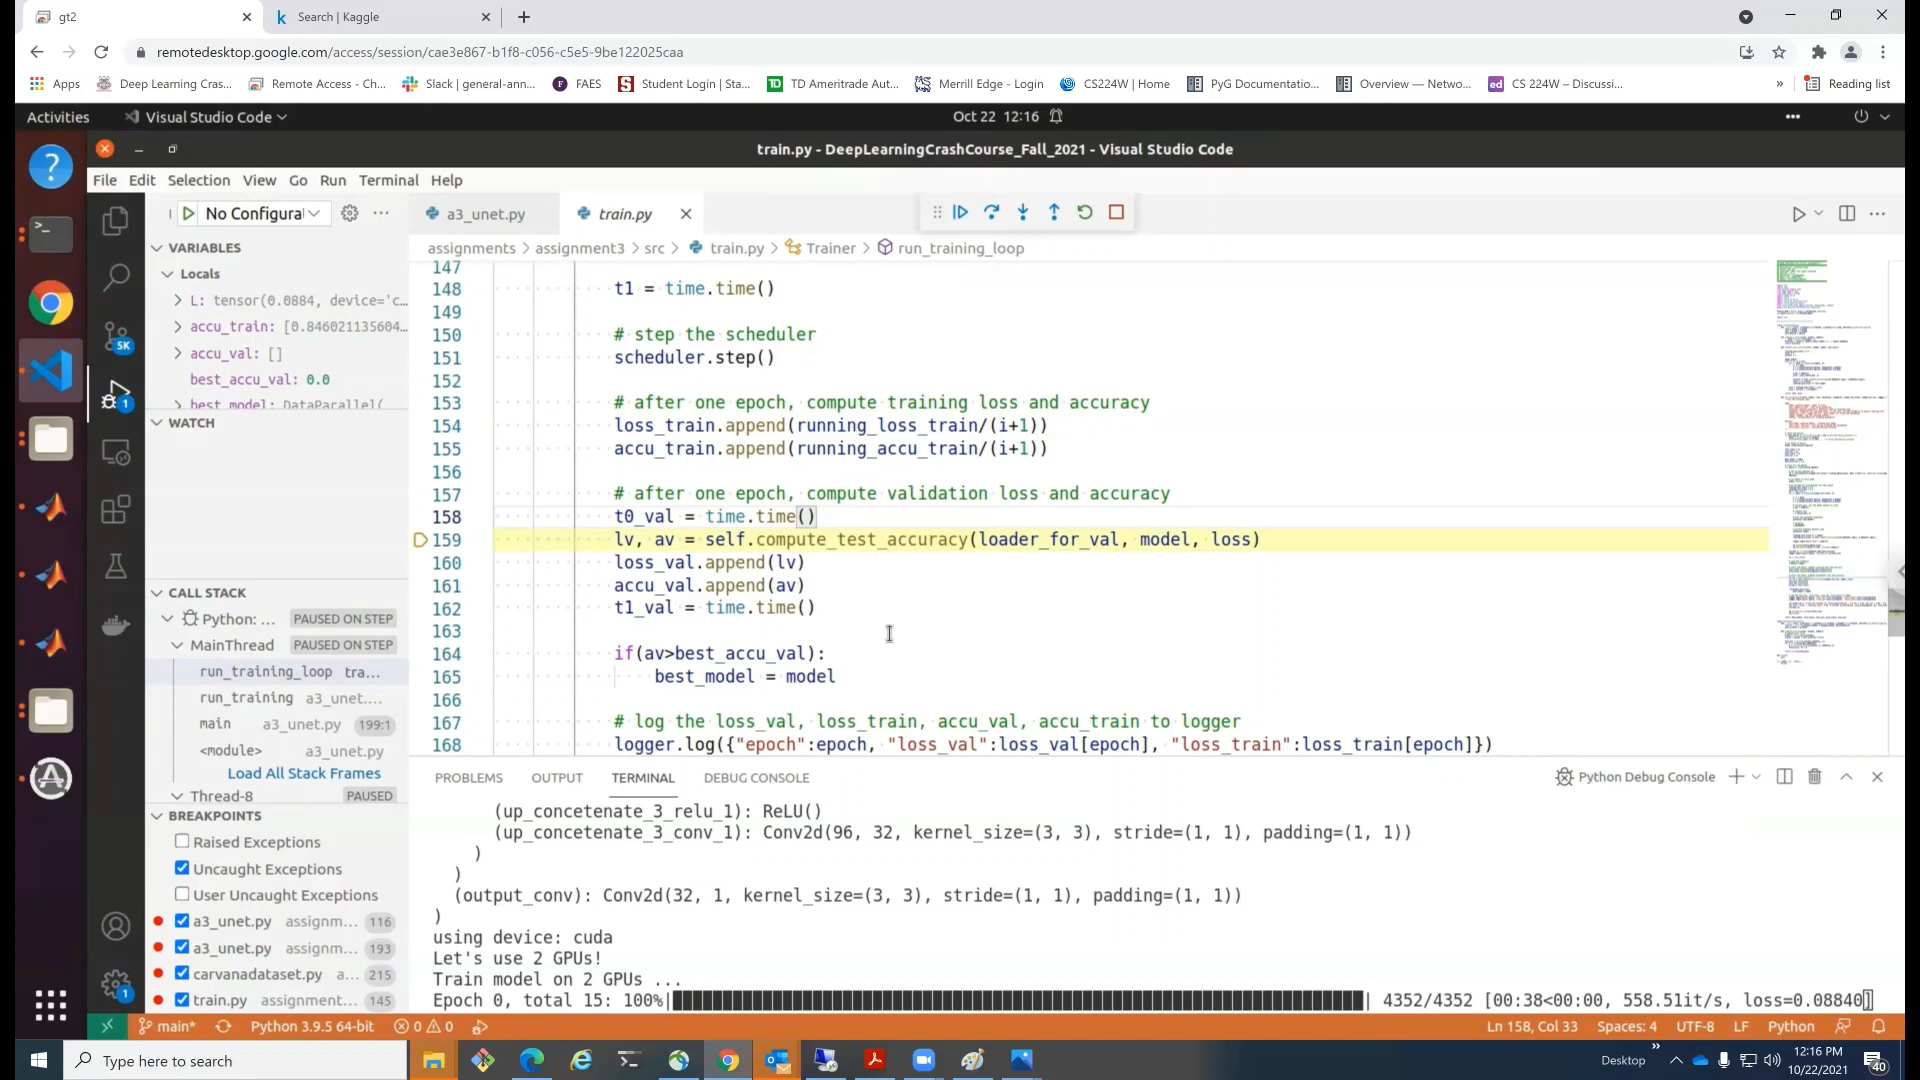 gt2
Search | Kaggle
remotedesktop.google.com/access/session/cae3e867-b1f8-c056-c5e5-9be122025caa
Apps
Deep Learning Cras...
Remote Access - Ch...
Slack | general-ann...
FAES
Student Login | Sta...
TD Ameritrade Aut...
Merrill Edge - Login
CS224W | Home
PyG Documentatio...
Overview — Netwo...
CS 224W – Discussi...
»
Reading list
Activities
Visual Studio Code
Oct 22 12:16
train.py - DeepLearningCrashCourse_Fall_2021 - Visual Studio Code
File Edit Selection View Go Run Terminal Help
No Configurat
a3_unet.py
train.py
assignments > assignment3 > src > train.py > Trainer > run_training_loop
VARIABLES
Locals
L: tensor(0.0884, device='c...
accu_train: [0.846021135604...
accu_val: []
best_accu_val: 0.0
best_model: DataParallel(
WATCH
CALL STACK
Python: ... PAUSED ON STEP
MainThread PAUSED ON STEP
run_training_loop tra...
run_training a3_unet....
main a3_unet.py 199:1
<module> a3_unet.py
Load All Stack Frames
Thread-8 PAUSED
BREAKPOINTS
Raised Exceptions
Uncaught Exceptions
User Uncaught Exceptions
a3_unet.py assignm... 116
a3_unet.py assignm... 193
carvanadataset.py a... 215
train.py assignment... 145
5K
1
1
147
148 t1 = time.time()
149
150 # step the scheduler
151 scheduler.step()
152
153 # after one epoch, compute training loss and accuracy
154 loss_train.append(running_loss_train/(i+1))
155 accu_train.append(running_accu_train/(i+1))
156
157 # after one epoch, compute validation loss and accuracy
158 t0_val = time.time()
159 lv, av = self.compute_test_accuracy(loader_for_val, model, loss)
160 loss_val.append(lv)
161 accu_val.append(av)
162 t1_val = time.time()
163
164 if(av>best_accu_val):
165 best_model = model
166
167 # log the loss_val, loss_train, accu_val, accu_train to logger
168 logger.log({"epoch":epoch, "loss_val":loss_val[epoch], "loss_train":loss_train[epoch]})
PROBLEMS OUTPUT TERMINAL DEBUG CONSOLE
Python Debug Console
(up_concetenate_3_relu_1): ReLU()
(up_concetenate_3_conv_1): Conv2d(96, 32, kernel_size=(3, 3), stride=(1, 1), padding=(1, 1))
)
)
(output_conv): Conv2d(32, 1, kernel_size=(3, 3), stride=(1, 1), padding=(1, 1))
)
using device: cuda
Let's use 2 GPUs!
Train model on 2 GPUs ...
Epoch 0, total 15: 100%| | 4352/4352 [00:38<00:00, 558.51it/s, loss=0.08840]
main* Python 3.9.5 64-bit 0 0
Ln 158, Col 33 Spaces: 4 UTF-8 LF Python
Type here to search
Desktop »
12:16 PM
10/22/2021
40